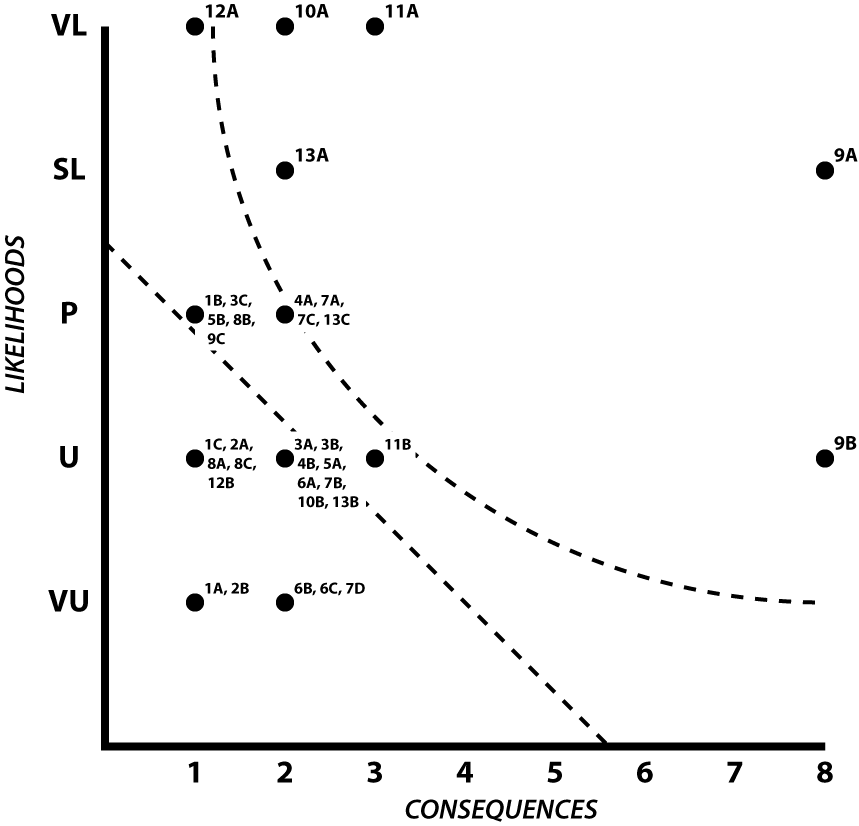 VL
12A
10A
11A
SL
13A
9A
LIKELIHOODS
P
1B, 3C,
5B, 8B,
9C
4A, 7A,
7C, 13C
U
1C, 2A,
8A, 8C,
12B
3A, 3B,
4B, 5A,
6A, 7B,
10B, 13B
11B
9B
VU
1A, 2B
6B, 6C, 7D
1 2 3 4 5 6 7 8
CONSEQUENCES